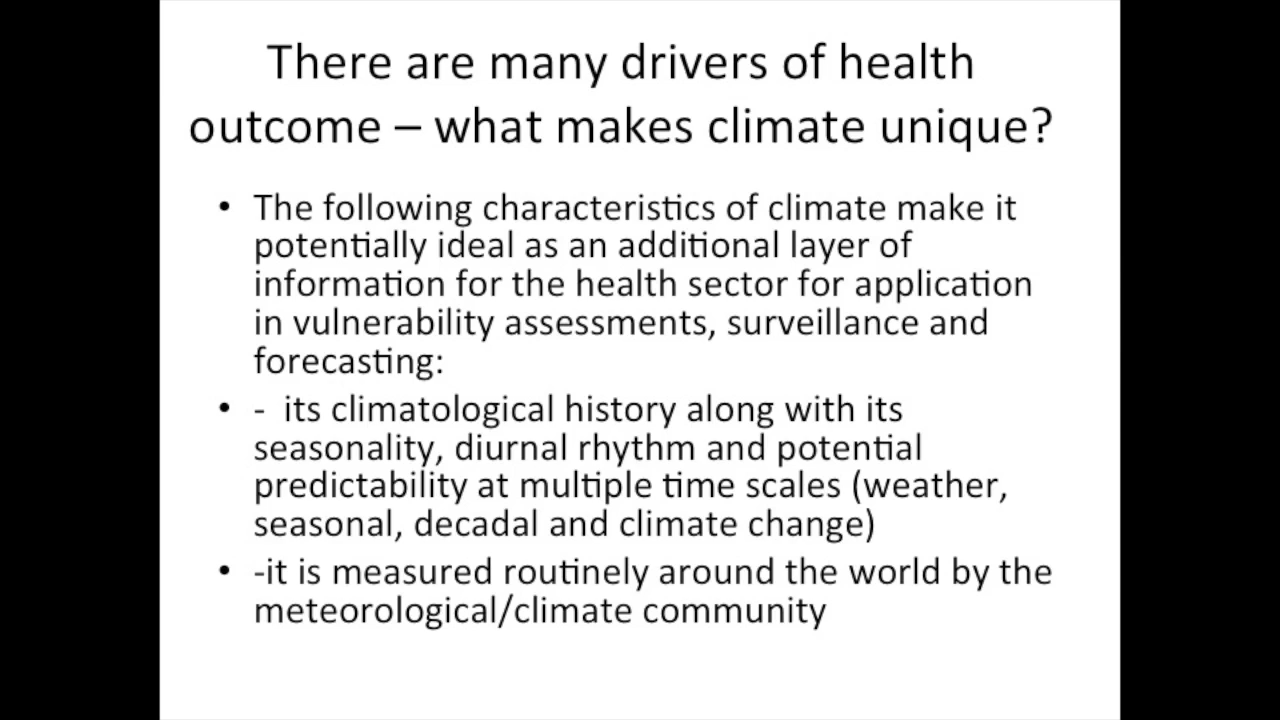 There are many drivers of health
outcome – what makes climate unique?
• The following characteristics of climate make it
potentially ideal as an additional layer of
information for the health sector for application
in vulnerability assessments, surveillance and
forecasting:
• - its climatological history along with its
seasonality, diurnal rhythm and potential
predictability at multiple time scales (weather,
seasonal, decadal and climate change)
• -it is measured routinely around the world by the
meteorological/climate community